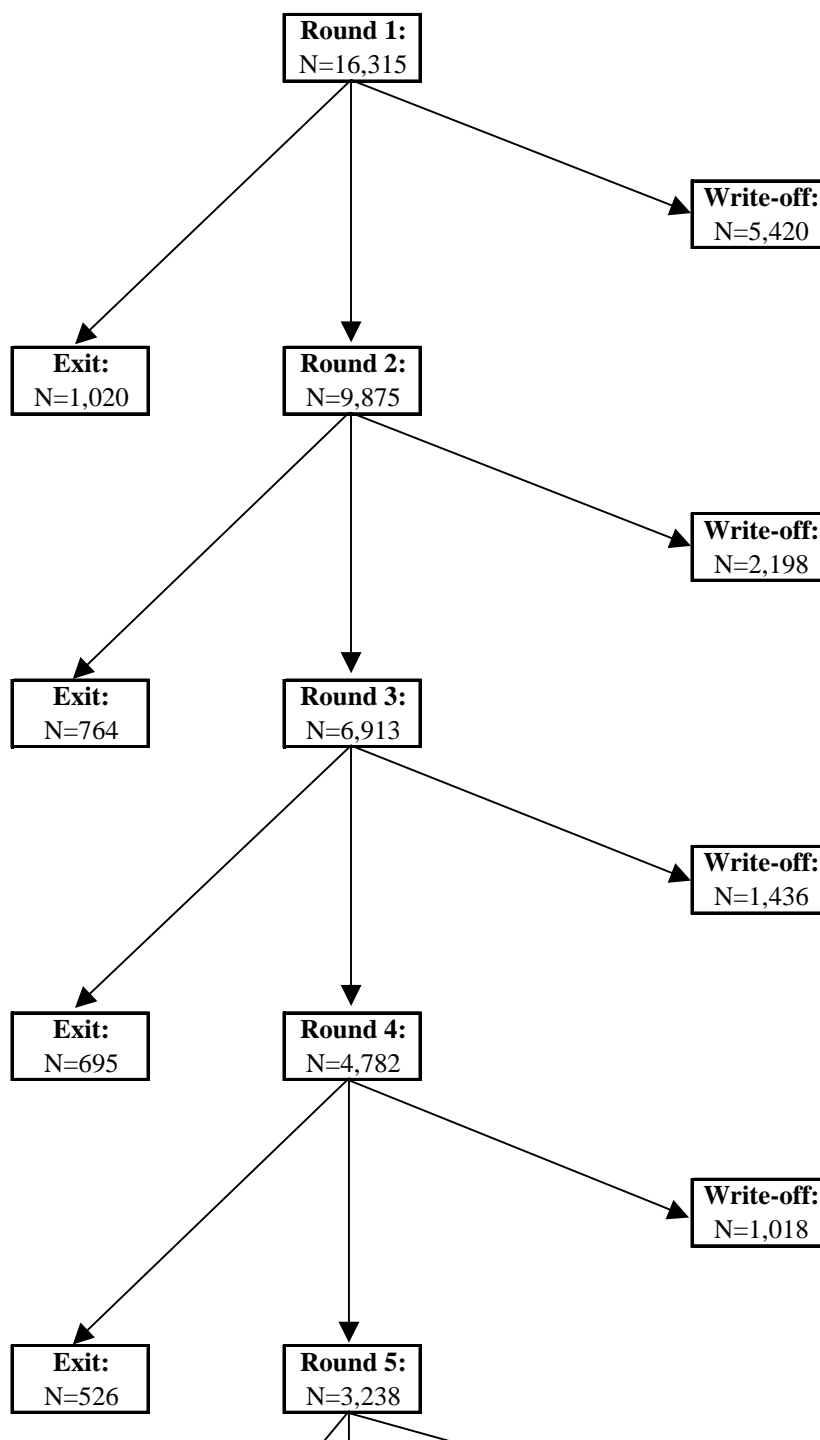 Round 1:
N=16,315
Write-off:
N=5,420
Exit:
N=1,020
Round 2:
N=9,875
Write-off:
N=2,198
Exit:
N=764
Round 3:
N=6,913
Write-off:
N=1,436
Exit:
N=695
Round 4:
N=4,782
Write-off:
N=1,018
Exit:
N=526
Round 5:
N=3,238